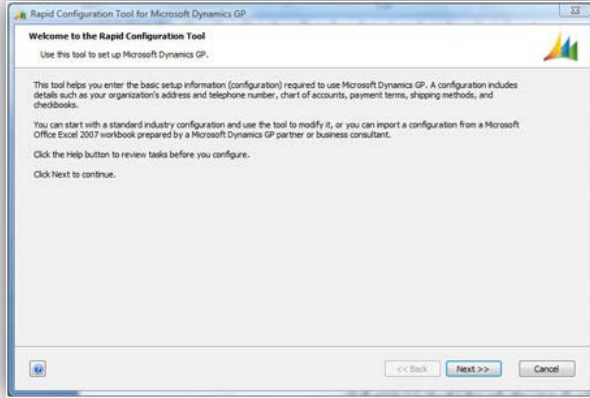 Rapid Configuration Tool for Microsoft Dynamics GP
Welcome to the Rapid Configuration Tool
Use this tool to set up Microsoft Dynamics GP.
This tool helps you enter the basic setup information (configuration) required to use Microsoft Dynamics GP. A configuration includes
details such as your organization's address and telephone number, chart of accounts, payment terms, shipping methods, and
checkbooks.
You can start with a standard industry configuration and use the tool to modify it, or you can import a configuration from a Microsoft
Office Excel 2007 workbook prepared by a Microsoft Dynamics GP partner or business consultant.
Click the Help button to review tasks before you configure.
Click Next to continue.
<< Back Next >> Cancel